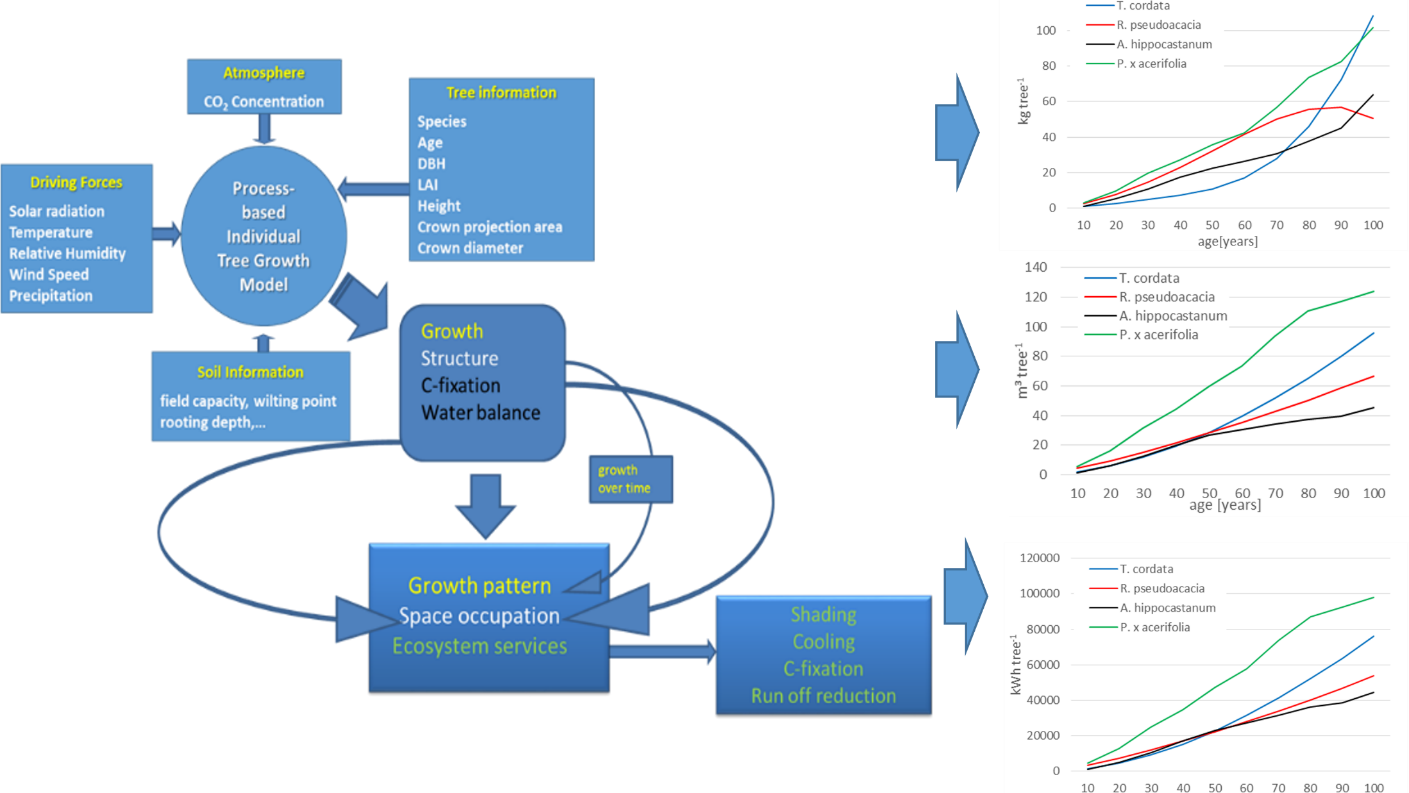 Atmosphere
CO₂ Concentration
Tree information
Species
Age
DBH
LAI
Height
Crown projection area
Crown diameter
Driving Forces
Solar radiation
Temperature
Relative Humidity
Wind Speed
Precipitation
Process-
based
Individual
Tree Growth
Model
Soil Information
field capacity, wilting point
rooting depth,...
Growth
Structure
C-fixation
Water balance
growth
over time
Growth pattern
Space occupation
Ecosystem services
Shading
Cooling
C-fixation
Run off reduction
T. cordata
R. pseudoacacia
A. hippocastanum
P. x acerifolia
kg tree⁻¹
100
80
60
40
20
0
10 20 30 40 50 60 70 80 90 100
age[years]
T. cordata
R. pseudoacacia
A. hippocastanum
P. x acerifolia
m³ tree⁻¹
140
120
100
80
60
40
20
0
10 20 30 40 50 60 70 80 90 100
age [years]
T. cordata
R. pseudoacacia
A. hippocastanum
P. x acerifolia
kWh tree⁻¹
120000
100000
80000
60000
40000
20000
0
10 20 30 40 50 60 70 80 90 100